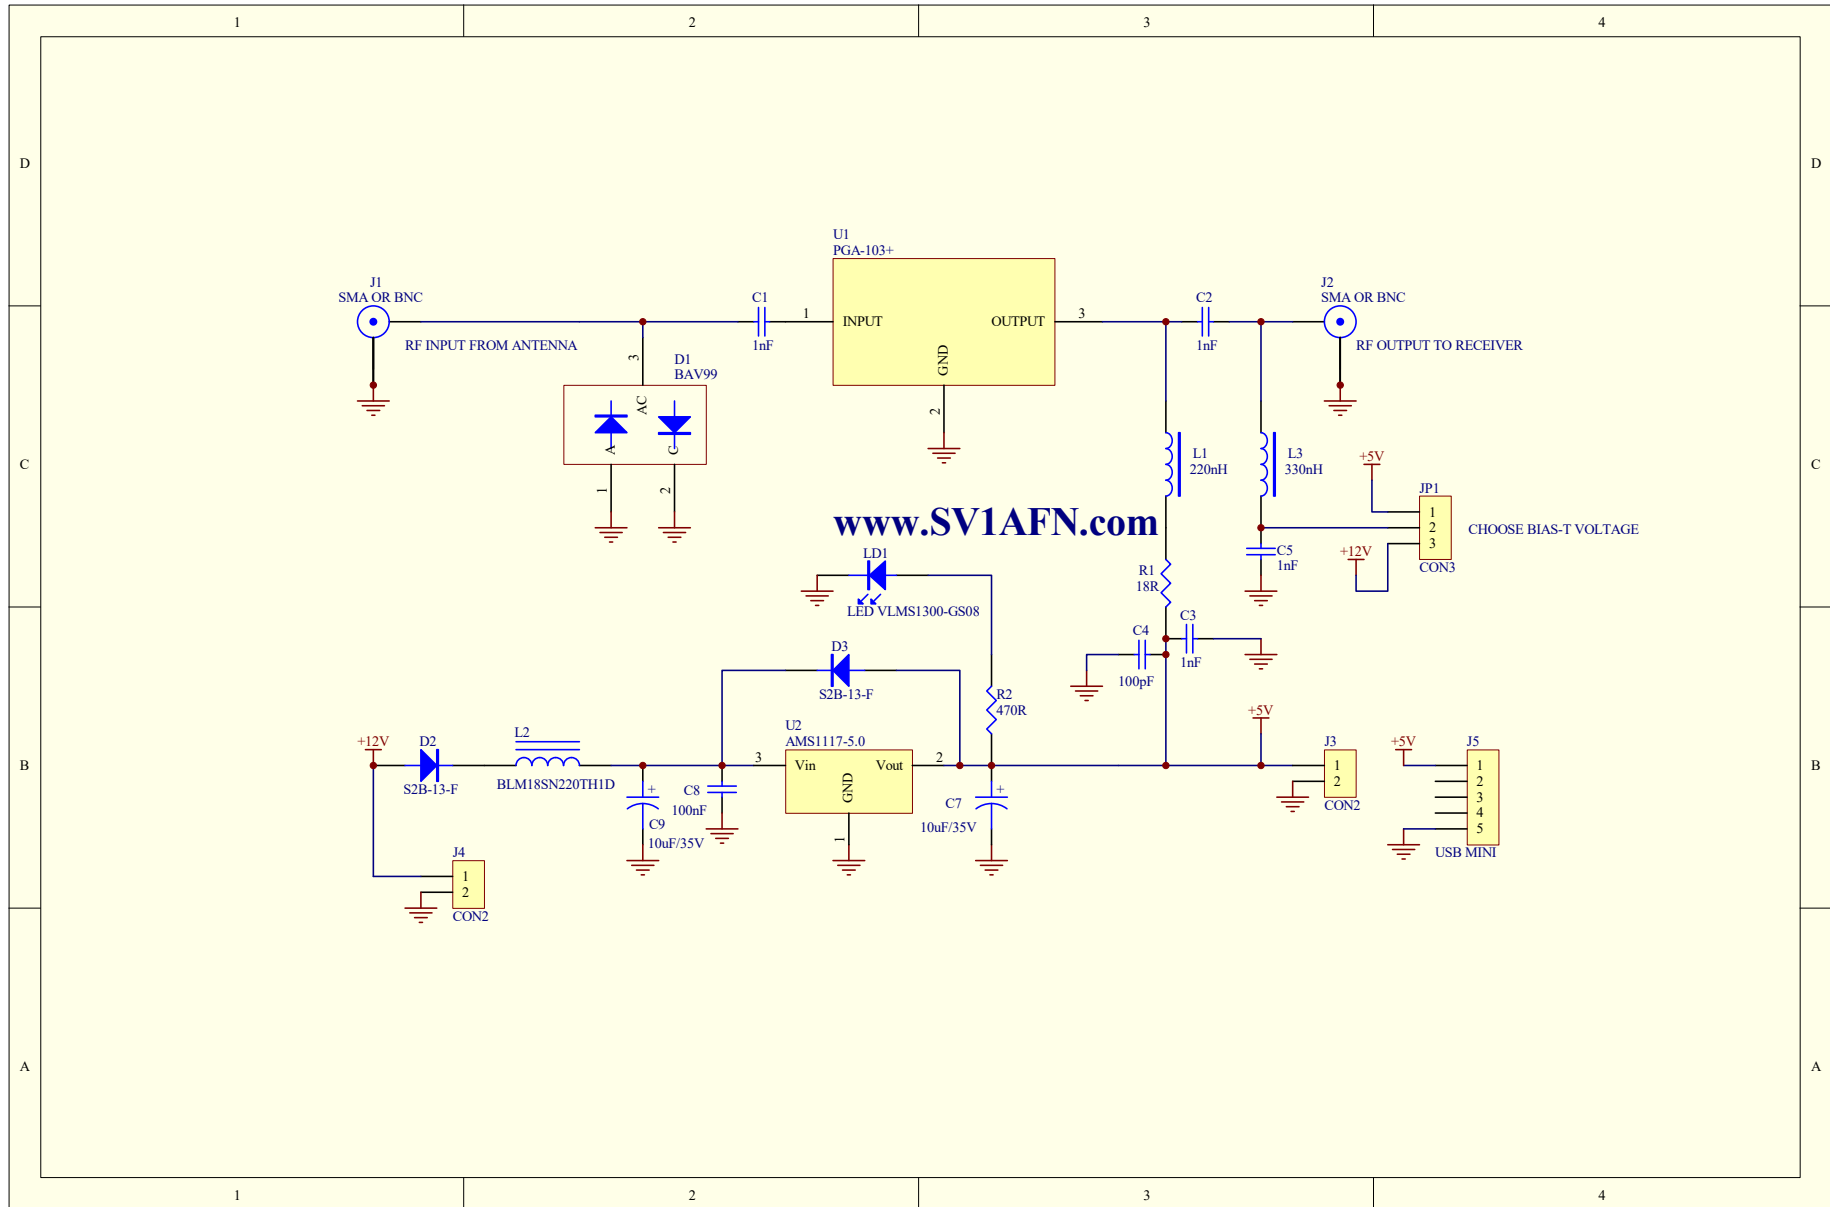 1 2 3 4
D D
U1
PGA-103+
J1
SMA OR BNC
C1
C2
J2
SMA OR BNC
1 INPUT OUTPUT 3
RF INPUT FROM ANTENNA
1nF
1nF
RF OUTPUT TO RECEIVER
GND
2
3
D1
BAV99
AC
A C
1 2
C C
L1
220nH
L3
330nH
+5V
JP1
1
2
3
CON3
CHOOSE BIAS-T VOLTAGE
+12V
www.SV1AFN.com
C5
1nF
LD1
LED VLMS1300-GS08
R1
18R
C3
1nF
C4
100pF
D3
S2B-13-F
R2
470R
U2
AMS1117-5.0
3 Vin Vout 2
GND
1
+12V
D2
S2B-13-F
L2
BLM18SN220TH1D
+
C9
10uF/35V
C8
100nF
+
C7
10uF/35V
+5V
J3
1
2
CON2
+5V
J5
1
2
3
4
5
USB MINI
B B
J4
1
2
CON2
A A
1 2 3 4